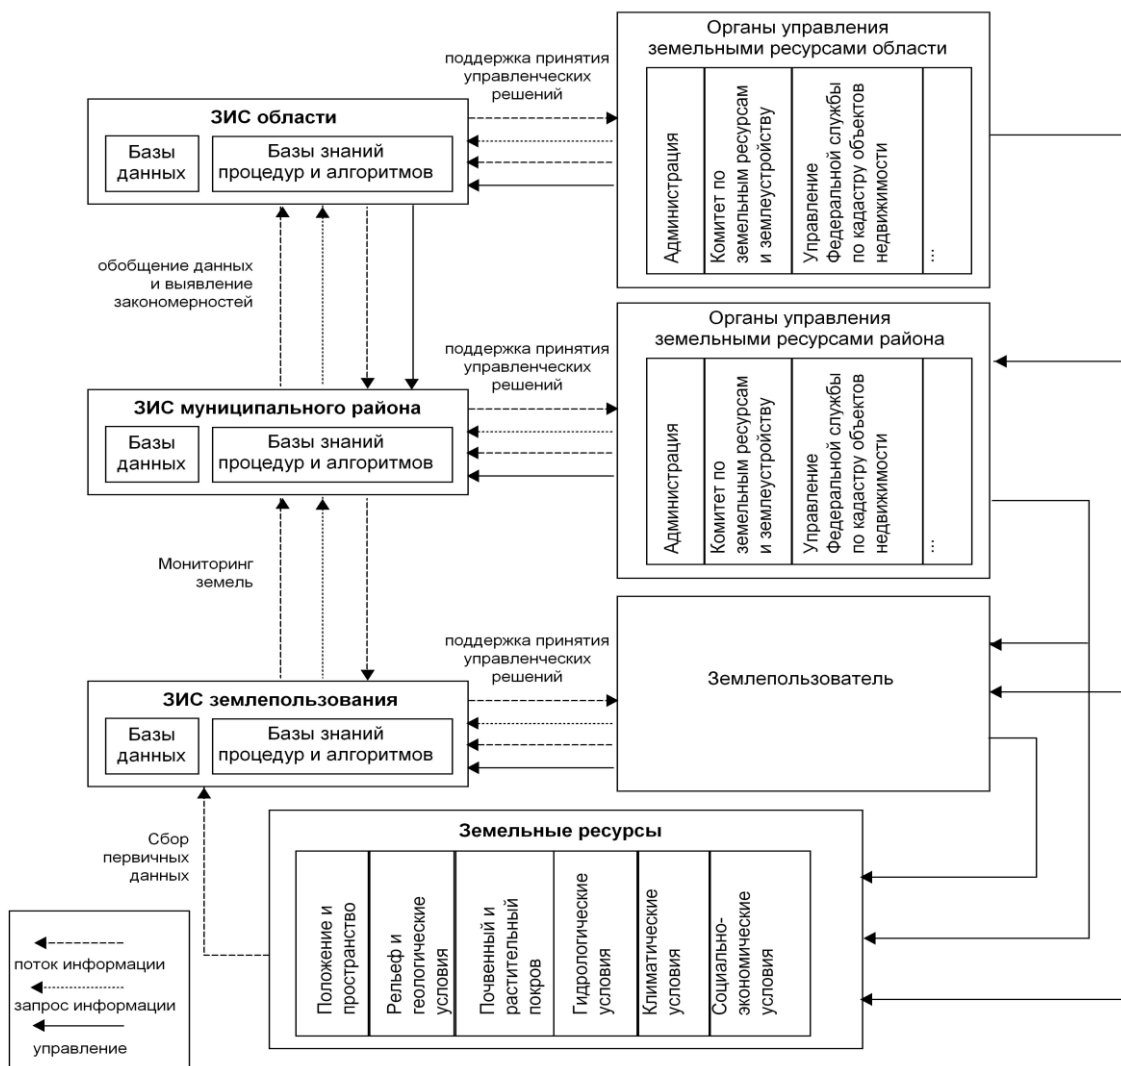 Органы управления
земельными ресурсами области
Администрация
Комитет по
земельным ресурсам
и землеустройству
Управление
Федеральной службы
по кадастру объектов
недвижимости
...
поддержка принятия
управленческих
решений
ЗИС области
Базы
данных
Базы знаний
процедур и алгоритмов
обобщение данных
и выявление
закономерностей
Органы управления
земельными ресурсами района
Администрация
Комитет по
земельным ресурсам
и землеустройству
Управление
Федеральной службы
по кадастру объектов
недвижимости
...
поддержка принятия
управленческих
решений
ЗИС муниципального района
Базы
данных
Базы знаний
процедур и алгоритмов
Мониторинг
земель
поддержка принятия
управленческих
решений
Землепользователь
ЗИС землепользования
Базы
данных
Базы знаний
процедур и алгоритмов
Сбор
первичных
данных
Земельные ресурсы
Положение и
пространство
Рельеф и
геологические
условия
Почвенный и
растительный
покров
Гидрологические
условия
Климатические
условия
Социально-
экономические
условия
поток информации
запрос информации
управление